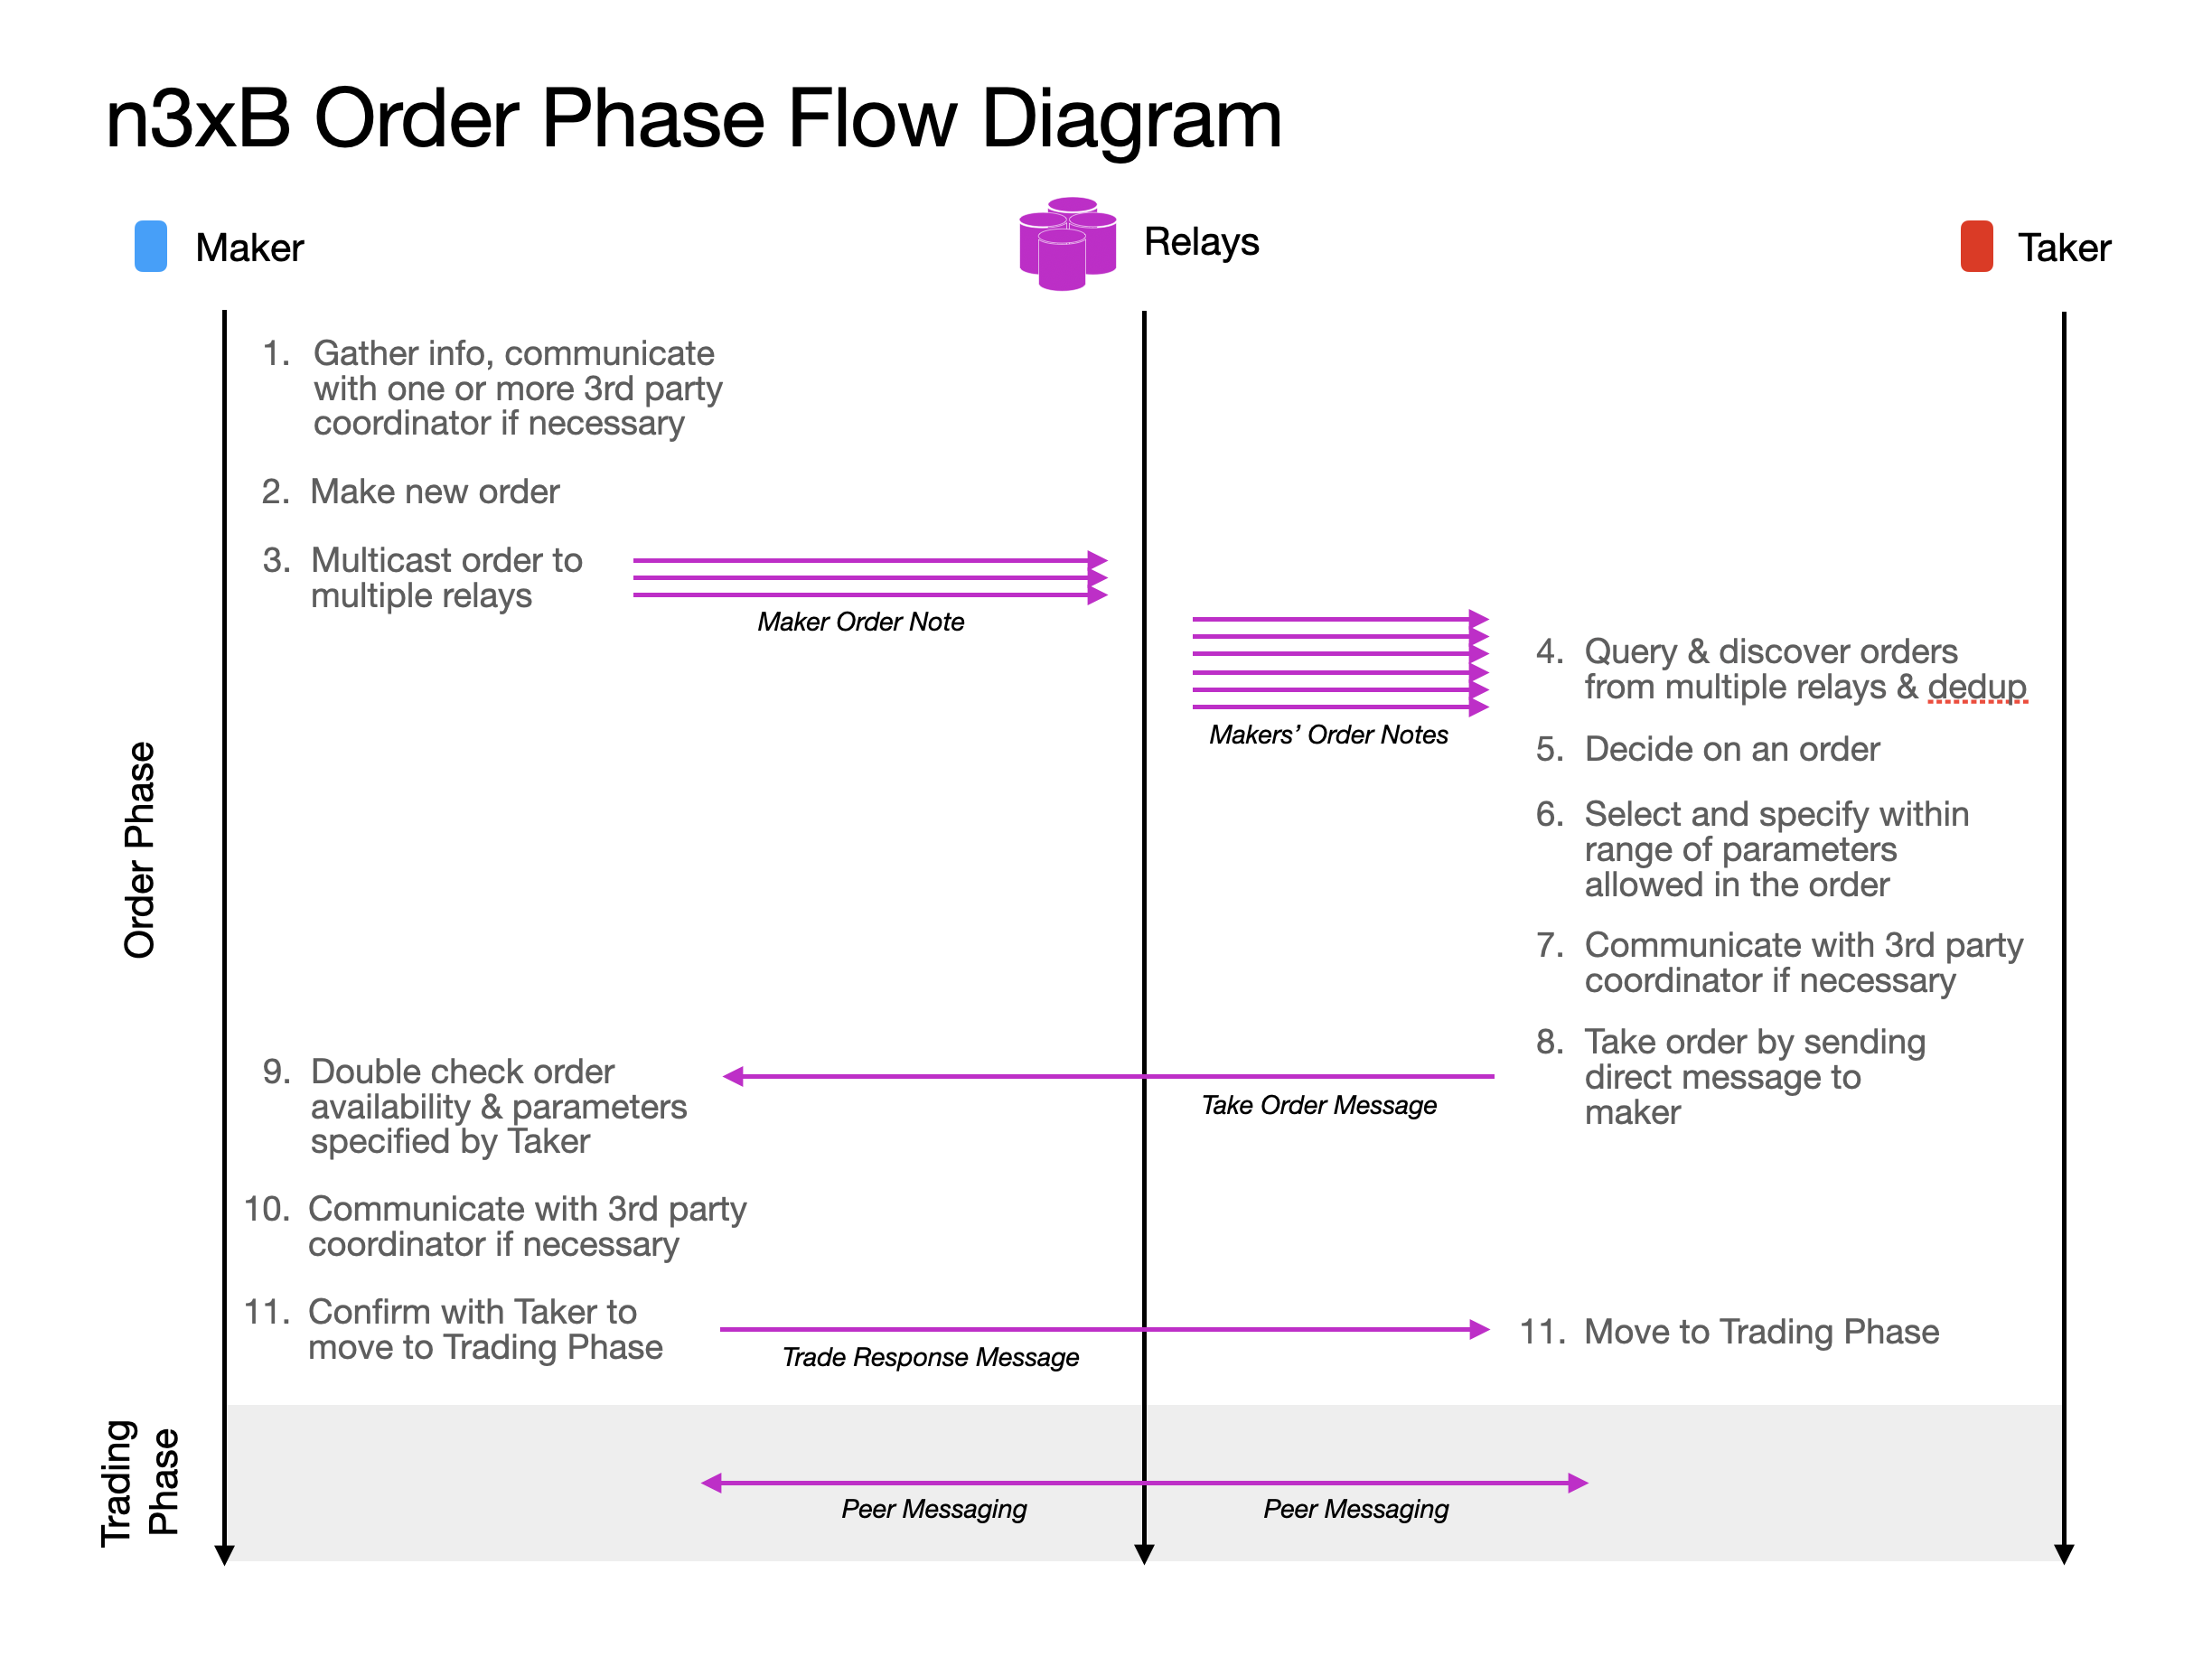 n3xB Order Phase Flow Diagram
Maker
Relays
Taker
1. Gather info, communicate
with one or more 3rd party
coordinator if necessary
2. Make new order
3. Multicast order to
multiple relays
Maker Order Note
Makers’ Order Notes
4. Query & discover orders
from multiple relays & dedup
5. Decide on an order
6. Select and specify within
range of parameters
allowed in the order
7. Communicate with 3rd party
coordinator if necessary
8. Take order by sending
direct message to
maker
Take Order Message
9. Double check order
availability & parameters
specified by Taker
10. Communicate with 3rd party
coordinator if necessary
11. Confirm with Taker to
move to Trading Phase
Trade Response Message
11. Move to Trading Phase
Order Phase
Trading
Phase
Peer Messaging
Peer Messaging